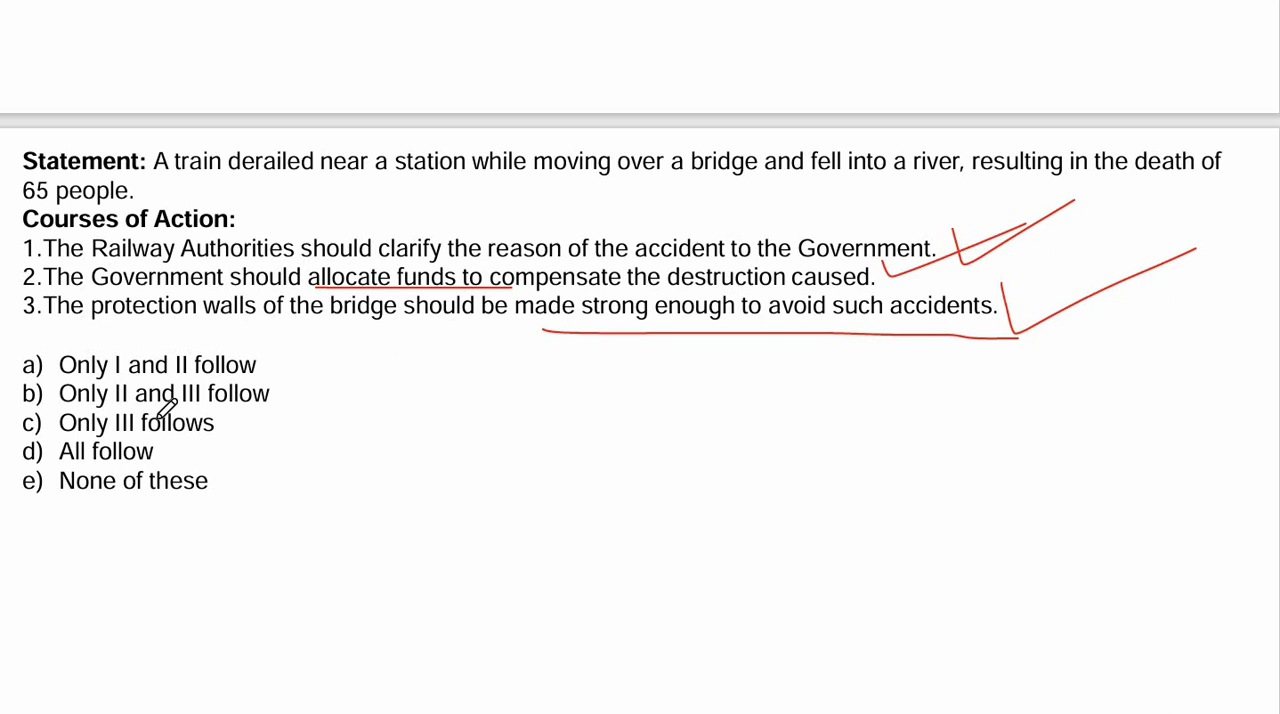 Statement: A train derailed near a station while moving over a bridge and fell into a river, resulting in the death of
65 people.
Courses of Action:
1.The Railway Authorities should clarify the reason of the accident to the Government.
2.The Government should allocate funds to compensate the destruction caused.
3.The protection walls of the bridge should be made strong enough to avoid such accidents.
a) Only I and II follow
b) Only II and III follow
c) Only III follows
d) All follow
e) None of these